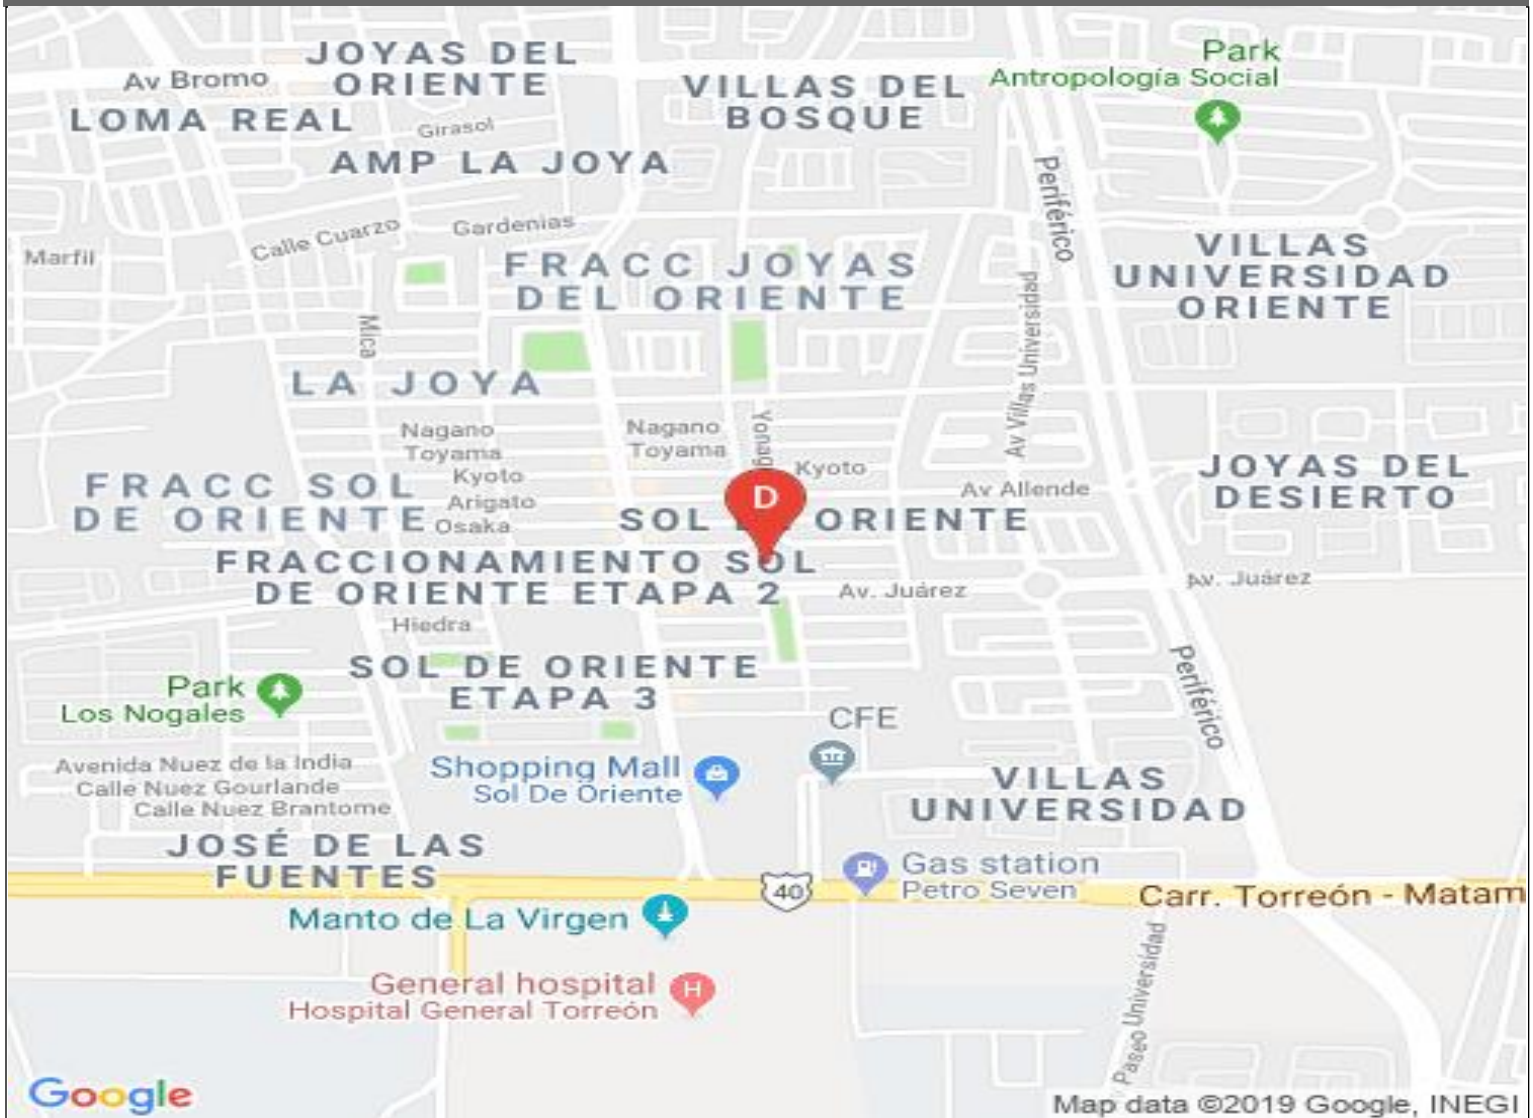 JOYAS DEL
ORIENTE
Park
Antropología Social
Av Bromo
VILLAS DEL
BOSQUE
LOMA REAL
Girasol
AMP LA JOYA
Periférico
Calle Cuarzo
Gardenias
Marfil
FRACC JOYAS
DEL ORIENTE
VILLAS
UNIVERSIDAD
ORIENTE
Mica
Av Villas Universidad
LA JOYA
Nagano
Toyama
Kyoto
Arigato
Osaka
Nagano
Toyama
Kyoto
FRACC SOL
DE ORIENTE
D
Av Allende
JOYAS DEL
DESIERTO
SOL ORIENTE
FRACCIONAMIENTO SOL
DE ORIENTE ETAPA 2
Av. Juárez
Av. Juárez
Hiedra
SOL DE ORIENTE
ETAPA 3
Periférico
Park
Los Nogales
CFE
Avenida Nuez de la India
Calle Nuez Gourlande
Calle Nuez Brantome
Shopping Mall
Sol De Oriente
VILLAS
UNIVERSIDAD
JOSÉ DE LAS
FUENTES
Gas station
Petro Seven
40
Carr. Torreón - Matam
Manto de La Virgen
Paseo Universidad
General hospital
Hospital General Torreón
H
Google
Map data ©2019 Google, INEGI